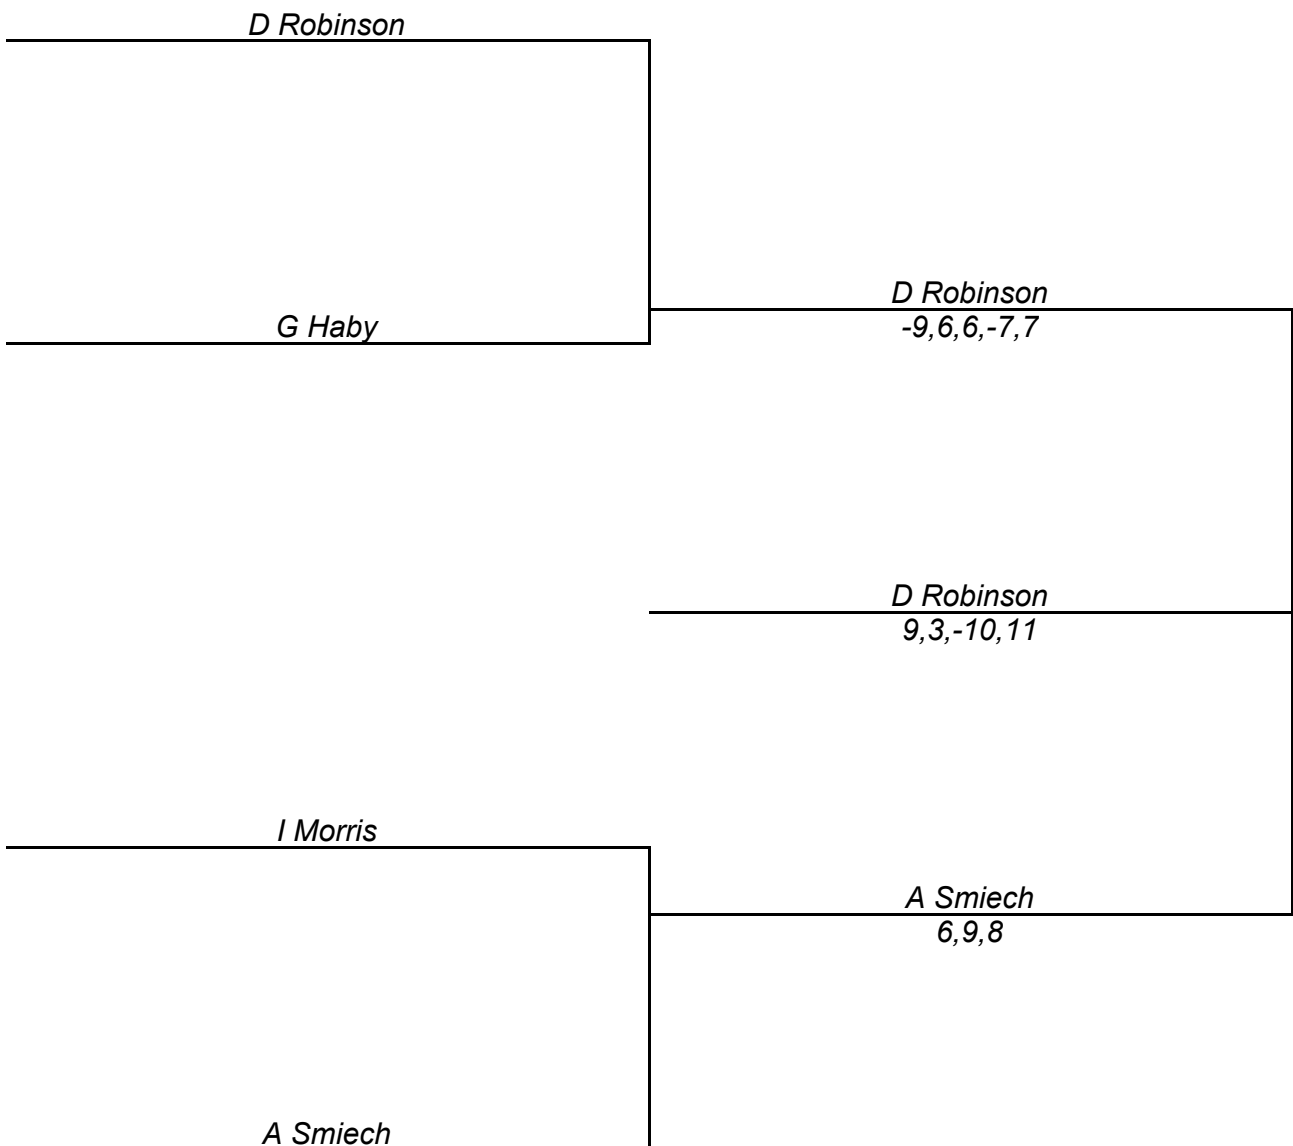 D Robinson
D Robinson
G Haby
-9,6,6,-7,7
D Robinson
9,3,-10,11
I Morris
A Smiech
6,9,8
A Smiech